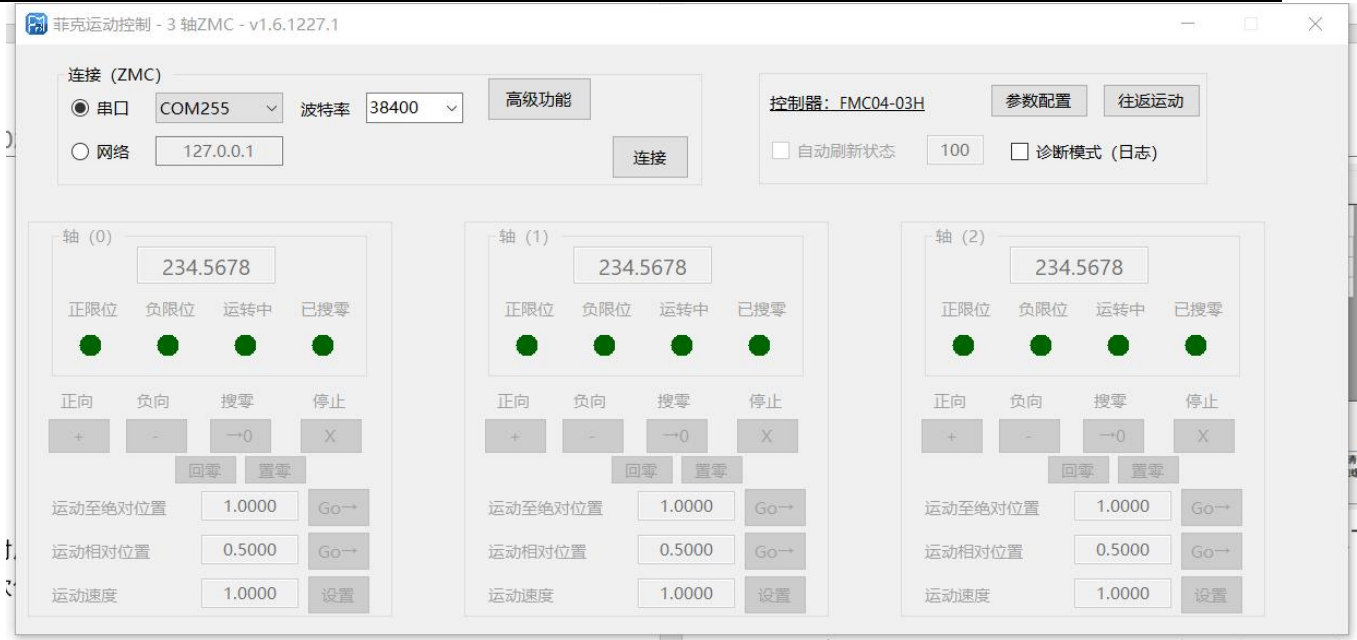 菲克运动控制 - 3 轴ZMC - v1.6.1227.1
连接 (ZMC)
串口 COM255 波特率 38400 高级功能
网络 127.0.0.1 连接
控制器: FMC04-03H 参数配置 往返运动
自动刷新状态 100 诊断模式 (日志)
轴 (0)
234.5678
正限位 负限位 运转中 已搜零
正向 负向 搜零 停止
+ - →0 X
回零 置零
运动至绝对位置 1.0000 Go→
运动相对位置 0.5000 Go→
运动速度 1.0000 设置
轴 (1)
234.5678
正限位 负限位 运转中 已搜零
正向 负向 搜零 停止
+ - →0 X
回零 置零
运动至绝对位置 1.0000 Go→
运动相对位置 0.5000 Go→
运动速度 1.0000 设置
轴 (2)
234.5678
正限位 负限位 运转中 已搜零
正向 负向 搜零 停止
+ - →0 X
回零 置零
运动至绝对位置 1.0000 Go→
运动相对位置 0.5000 Go→
运动速度 1.0000 设置